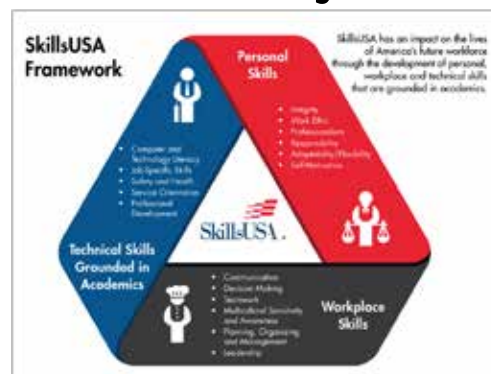 SkillsUSA
Framework
SkillsUSA has an impact on the lives
of America's future workforce
through the development of personal,
workplace and technical skills
that are grounded in academics.
Personal
Skills
• Integrity
• Work Ethic
• Professionalism
• Responsibility
• Adaptability/Flexibility
• Self-Motivation
• Computer and
Technology Literacy
• Job-Specific Skills
• Safety and Health
• Service Orientation
• Professional
Development
Technical Skills
Grounded in
Academics
SkillsUSA.
• Communication
• Decision Making
• Teamwork
• Multicultural Sensitivity
and Awareness
• Planning, Organizing
and Management
• Leadership
Workplace
Skills